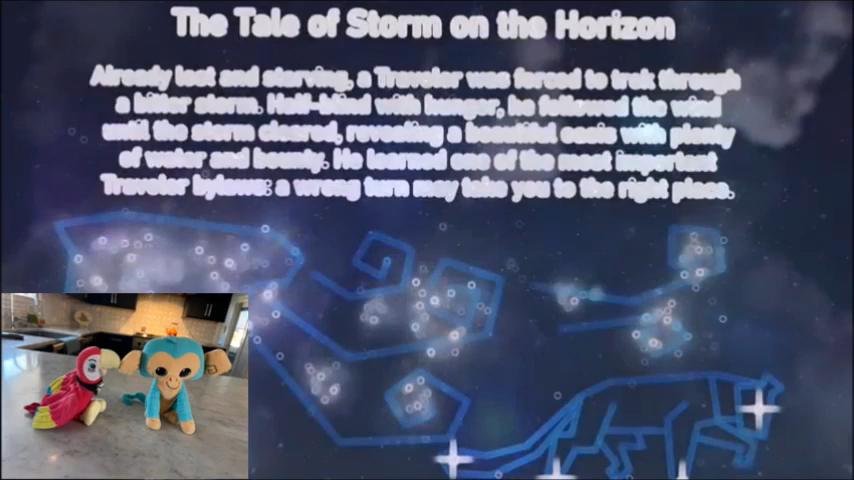 The Tale of Storm on the Horizon
Already lost and starving, a Traveler was forced to trek through
a bitter storm. Half-blind with hunger, he followed the wind
until the storm cleared, revealing a beautiful oasis with plenty
of water and bounty. He learned one of the most important
Traveler bylaws: a wrong turn may take you to the right place.